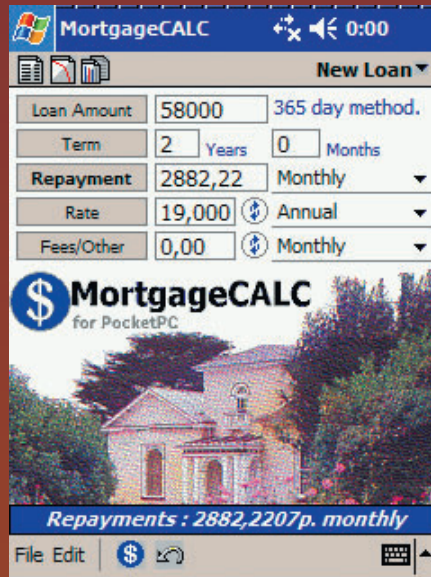 MortgageCALC 0:00
New Loan
Loan Amount 58000 365 day method.
Term 2 Years 0 Months
Repayment 2882,22 Monthly
Rate 19,000 Annual
Fees/Other 0,00 Monthly
$ MortgageCALC
for PocketPC
Repayments : 2882,2207p. monthly
File Edit $